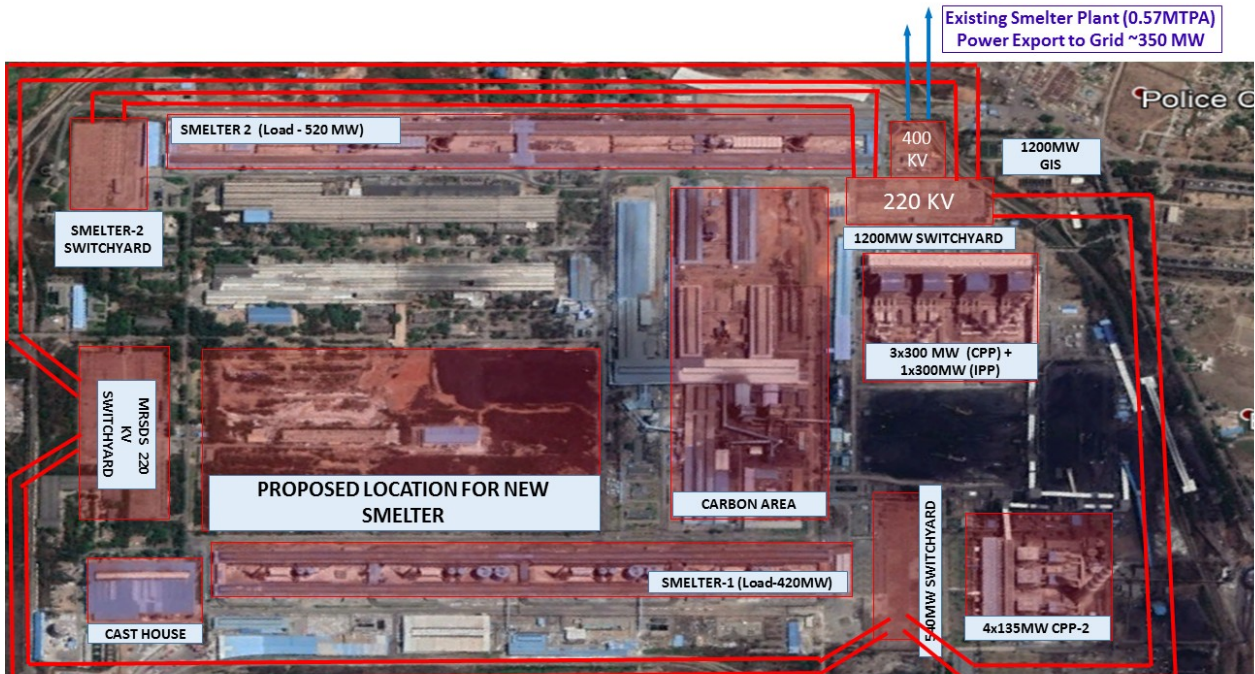 Existing Smelter Plant (0.57MTPA)
Power Export to Grid ~350 MW
Police
SMELTER 2 (Load - 520 MW)
400
KV
1200MW
GIS
220 KV
SMELTER-2
SWITCHYARD
1200MW SWITCHYARD
3x300 MW (CPP) +
1x300MW (IPP)
MRSDS 220
KV
SWITCHYARD
PROPOSED LOCATION FOR NEW
SMELTER
CARBON AREA
540MW SWITCHYARD
SMELTER-1 (Load-420MW)
CAST HOUSE
4x135MW CPP-2